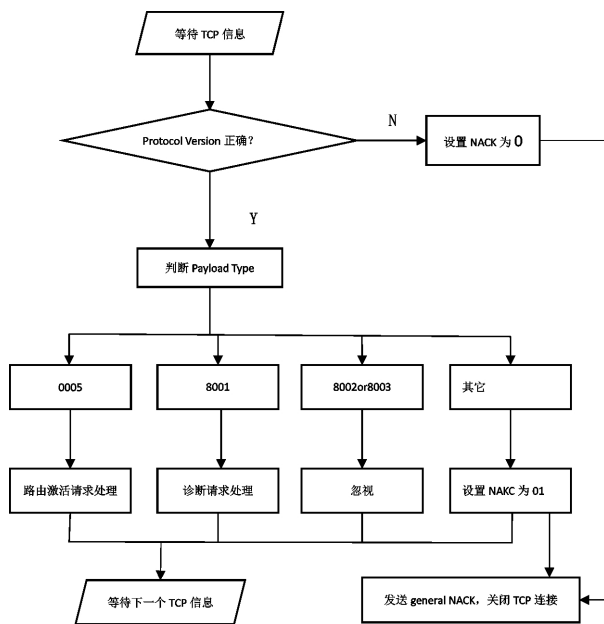 等待 TCP 信息
Protocol Version 正确?
N
设置 NACK 为 0
Y
判断 Payload Type
0005
8001
8002or8003
其它
路由激活请求处理
诊断请求处理
忽视
设置 NAKC 为 01
等待下一个 TCP 信息
发送 general NACK，关闭 TCP 连接